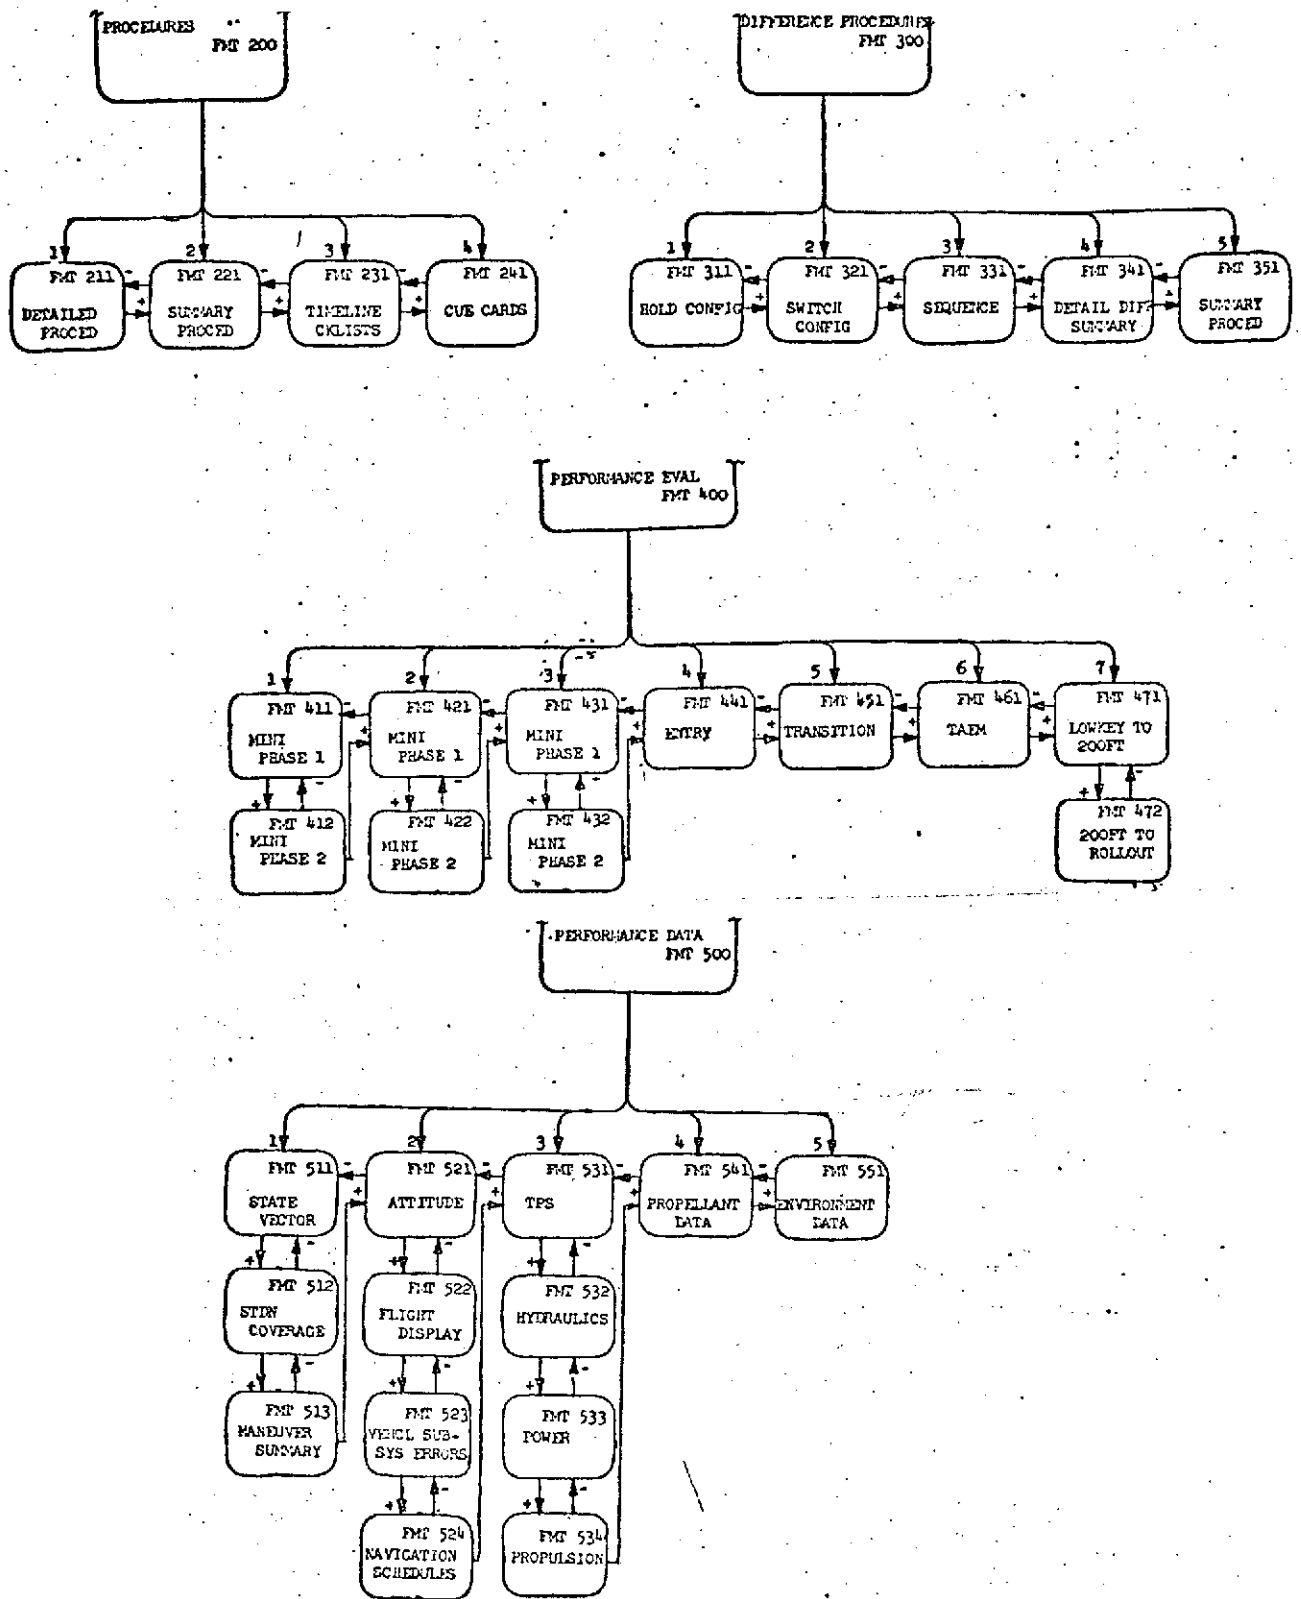 PROCEDURES
FMT 200
DIFFERENCE PROCEDURES
FMT 300
1
2
3
4
FMT 211
DETAILED
PROCED
FMT 221
SUMMARY
PROCED
FMT 231
TIMELINE
CKLISTS
FMT 241
CUE CARDS
- + - + - +
1
2
3
4
5
FMT 311
HOLD CONFIG
FMT 321
SWITCH
CONFIG
FMT 331
SEQUENCE
FMT 341
DETAIL DIFF
SUMMARY
FMT 351
SUMMARY
PROCED
- + - + - + - +
PERFORMANCE EVAL
FMT 400
1
2
3
4
5
6
7
FMT 411
MINI
PHASE 1
FMT 421
MINI
PHASE 1
FMT 431
MINI
PHASE 1
FMT 441
ENTRY
FMT 451
TRANSITION
FMT 461
TAEM
FMT 471
LOWKEY TO
200FT
- + - + - + - + - + - +
+ - + - + + + -
FMT 412
MINI
PHASE 2
FMT 422
MINI
PHASE 2
FMT 432
MINI
PHASE 2
FMT 472
200FT TO
ROLLOUT
PERFORMANCE DATA
FMT 500
1
2
3
4
5
FMT 511
STATE
VECTOR
FMT 521
ATTITUDE
FMT 531
TPS
FMT 541
PROPELLANT
DATA
FMT 551
ENVIRONMENT
DATA
- + - + - + - +
+ - + - + -
FMT 512
STDN
COVERAGE
FMT 522
FLIGHT
DISPLAY
FMT 532
HYDRAULICS
+ - + - + -
FMT 513
MANEUVER
SUMMARY
FMT 523
VEHCL SUB-
SYS ERRORS
FMT 533
POWER
+ - + -
FMT 524
NAVIGATION
SCHEDULES
FMT 534
PROPULSION